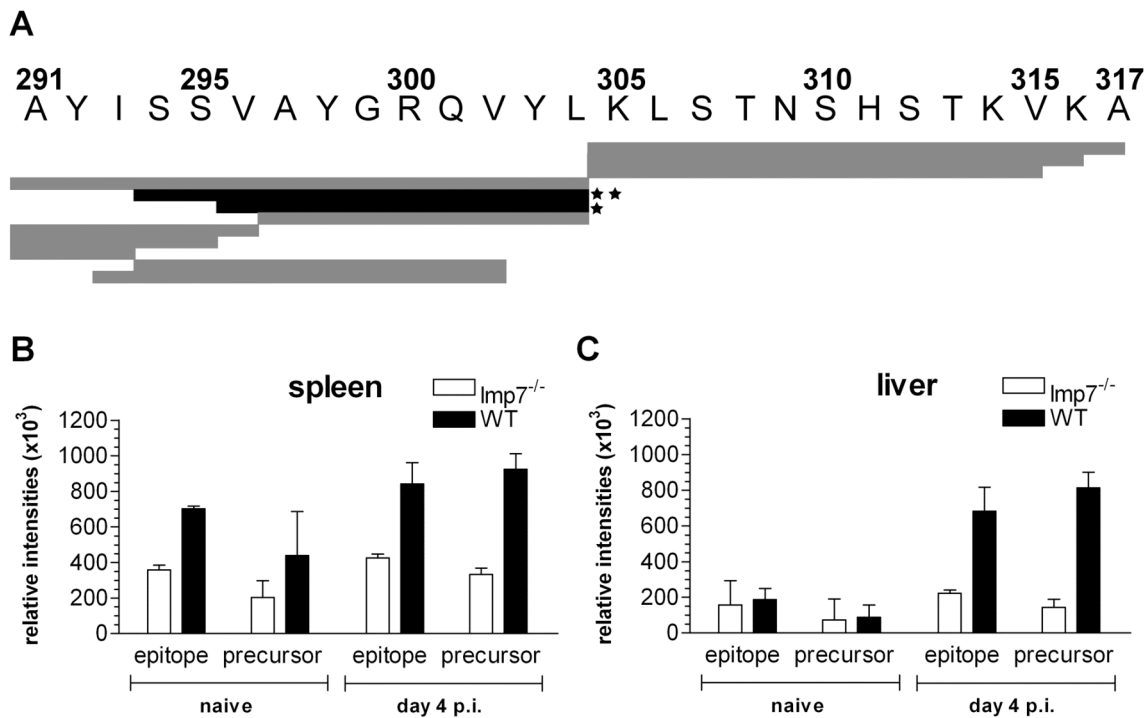 A
291 295 300 305 310 315 317
A Y I S S V A Y G R Q V Y L K L S T N S H S T K V K A
★★
★
B
spleen
lmp7-/-
WT
relative intensities (x10³)
1200
1000
800
600
400
200
0
epitope precursor epitope precursor
naive day 4 p.i.
C
liver
lmp7-/-
WT
relative intensities (x10³)
1200
1000
800
600
400
200
0
epitope precursor epitope precursor
naive day 4 p.i.